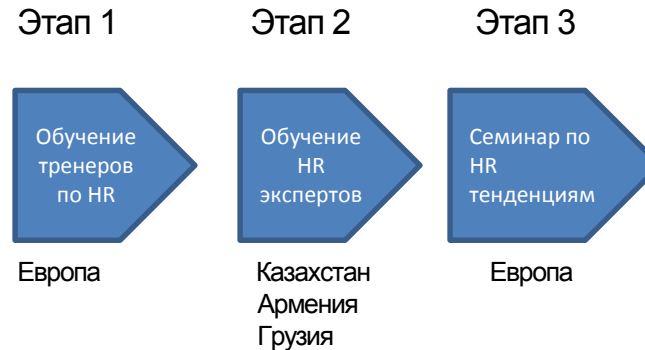 Этап 1
Этап 2
Этап 3
Обучение
тренеров
по HR
Обучение
HR
экспертов
Семинар по
HR
тенденциям
Европа
Казахстан
Армения
Грузия
Европа